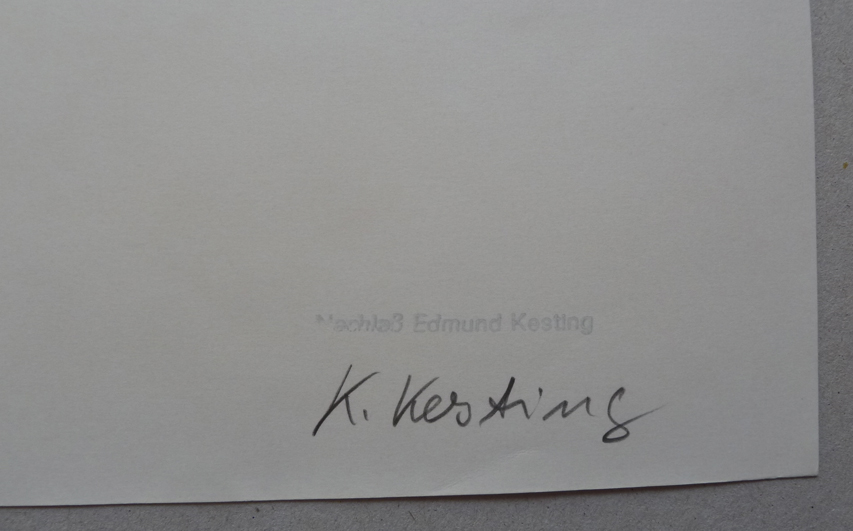 Nachlaß Edmund Kesting
K. Kesting